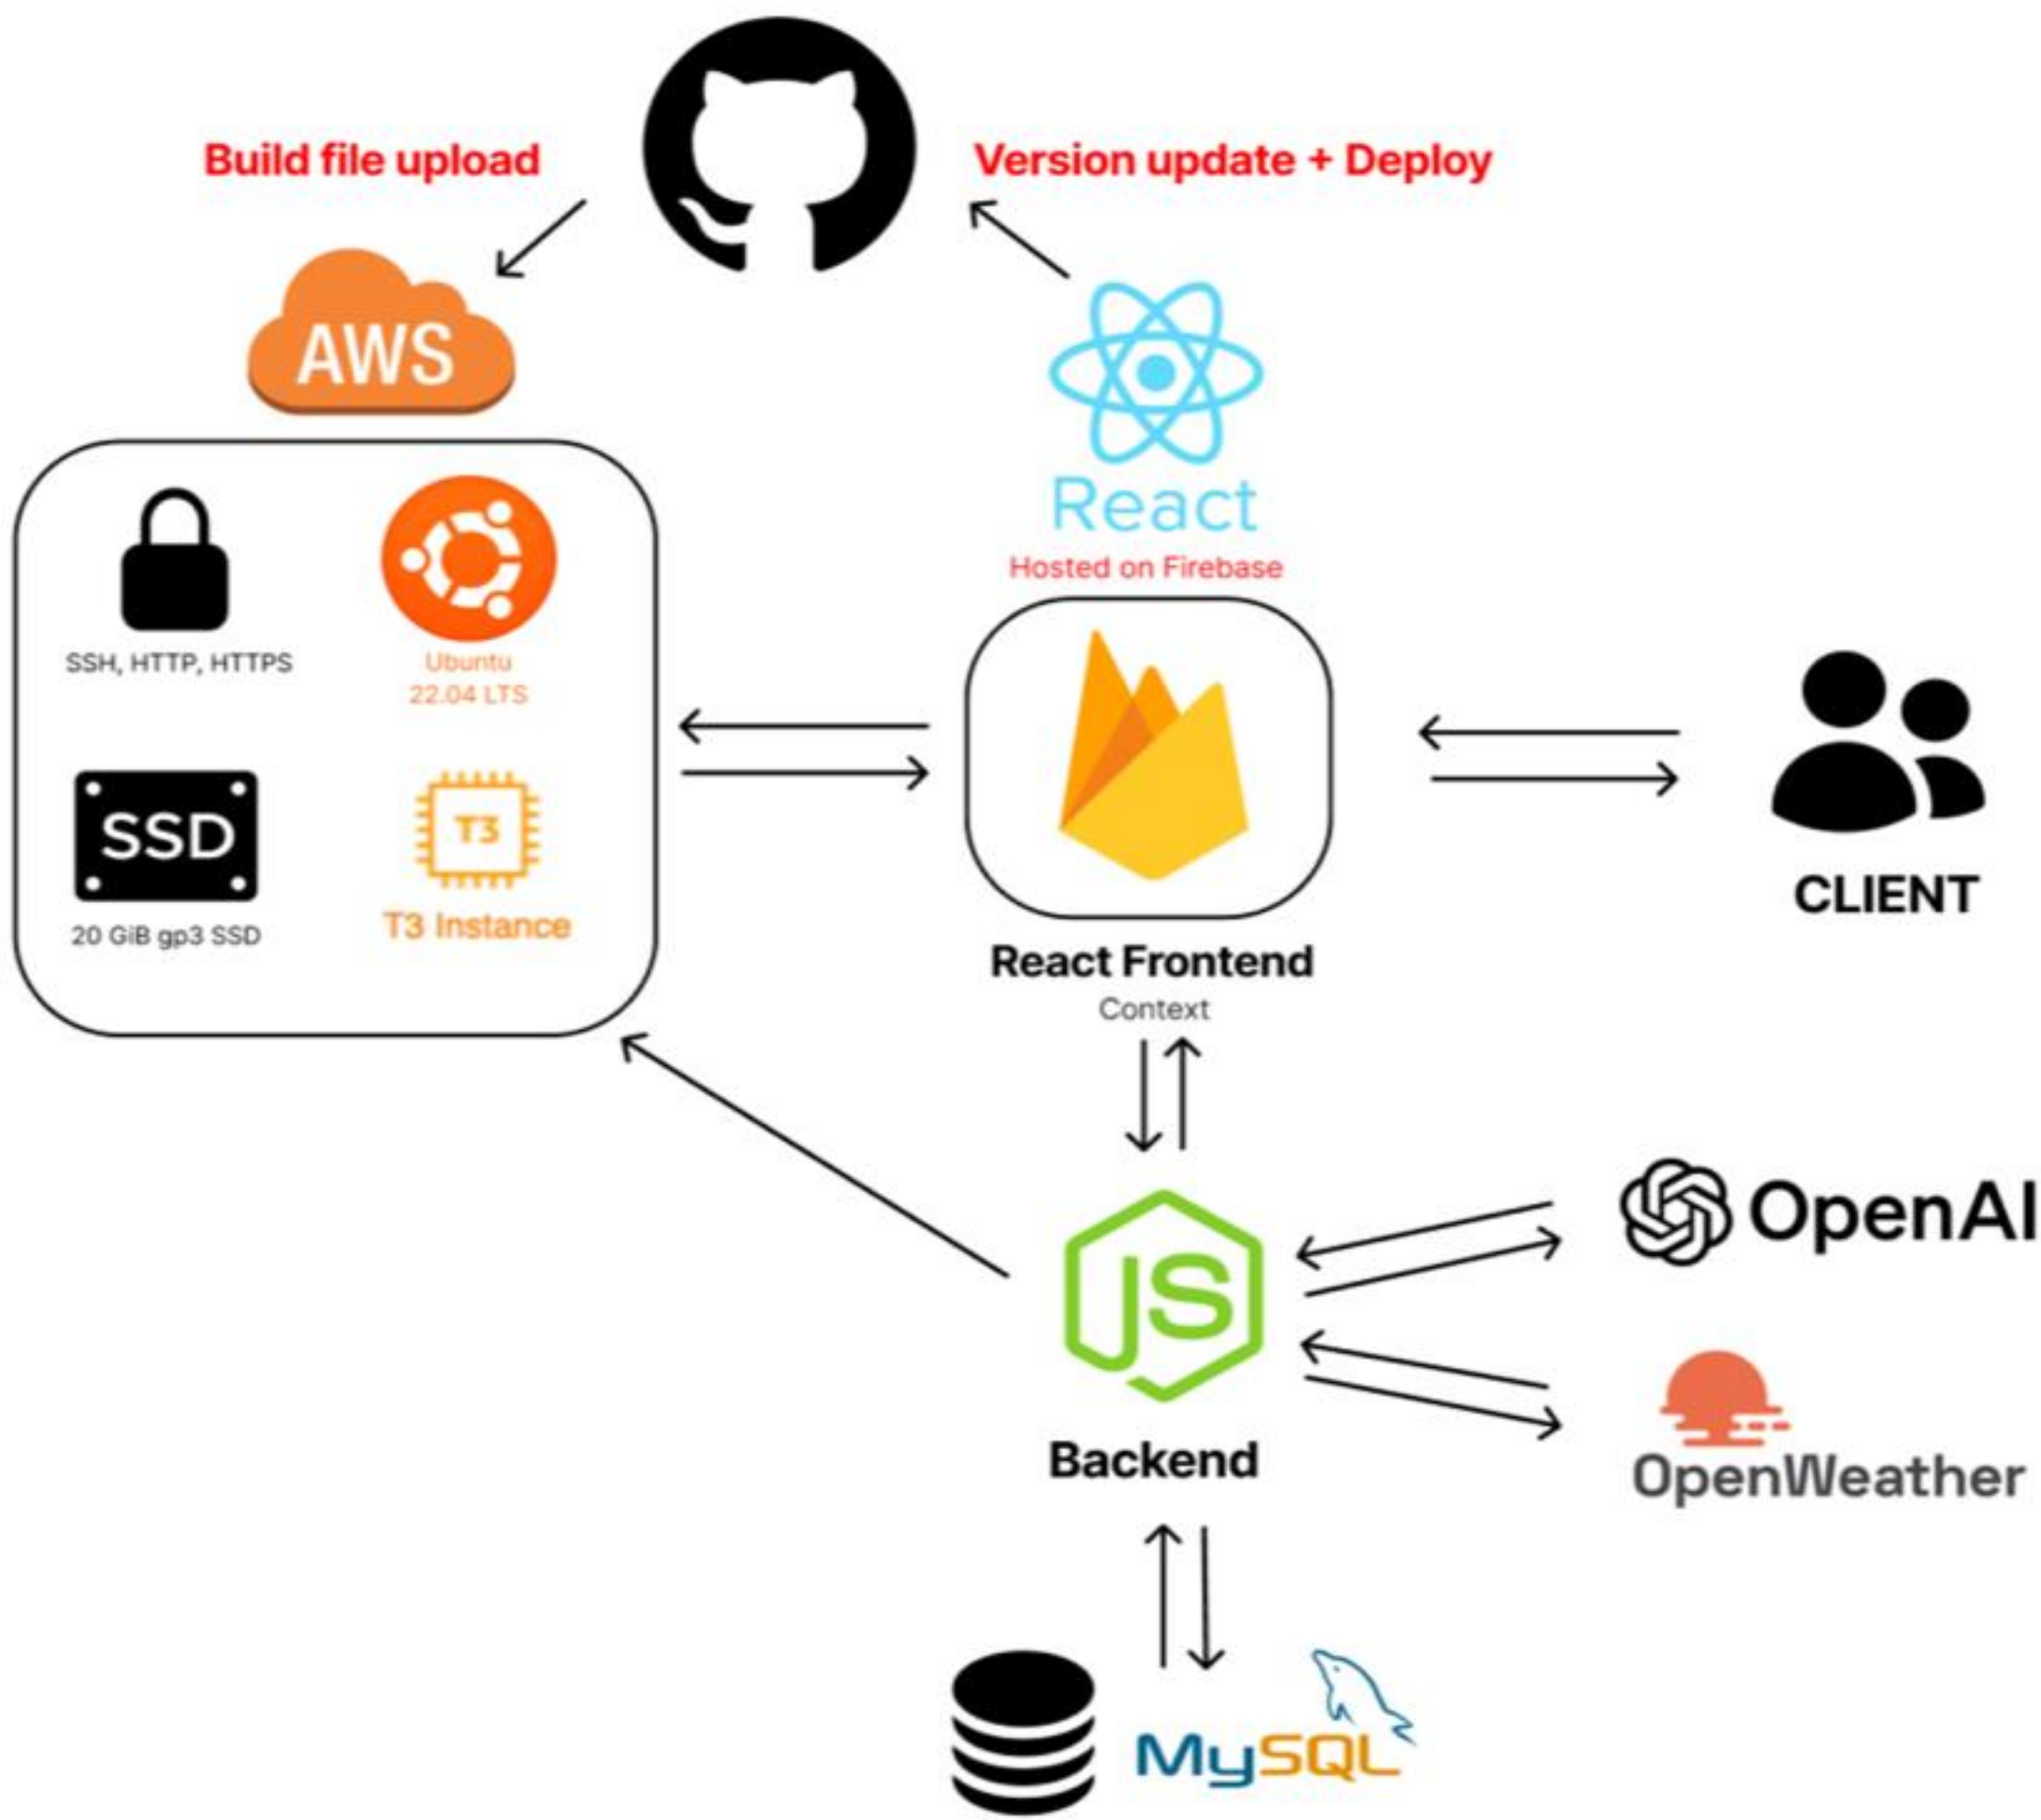 Build file upload
Version update + Deploy
AWS
React
Hosted on Firebase
SSH, HTTP, HTTPS
Ubuntu
22.04 LTS
SSD
20 GiB gp3 SSD
T3
T3 Instance
React Frontend
Context
CLIENT
JS
Backend
OpenAI
OpenWeather
MySQL